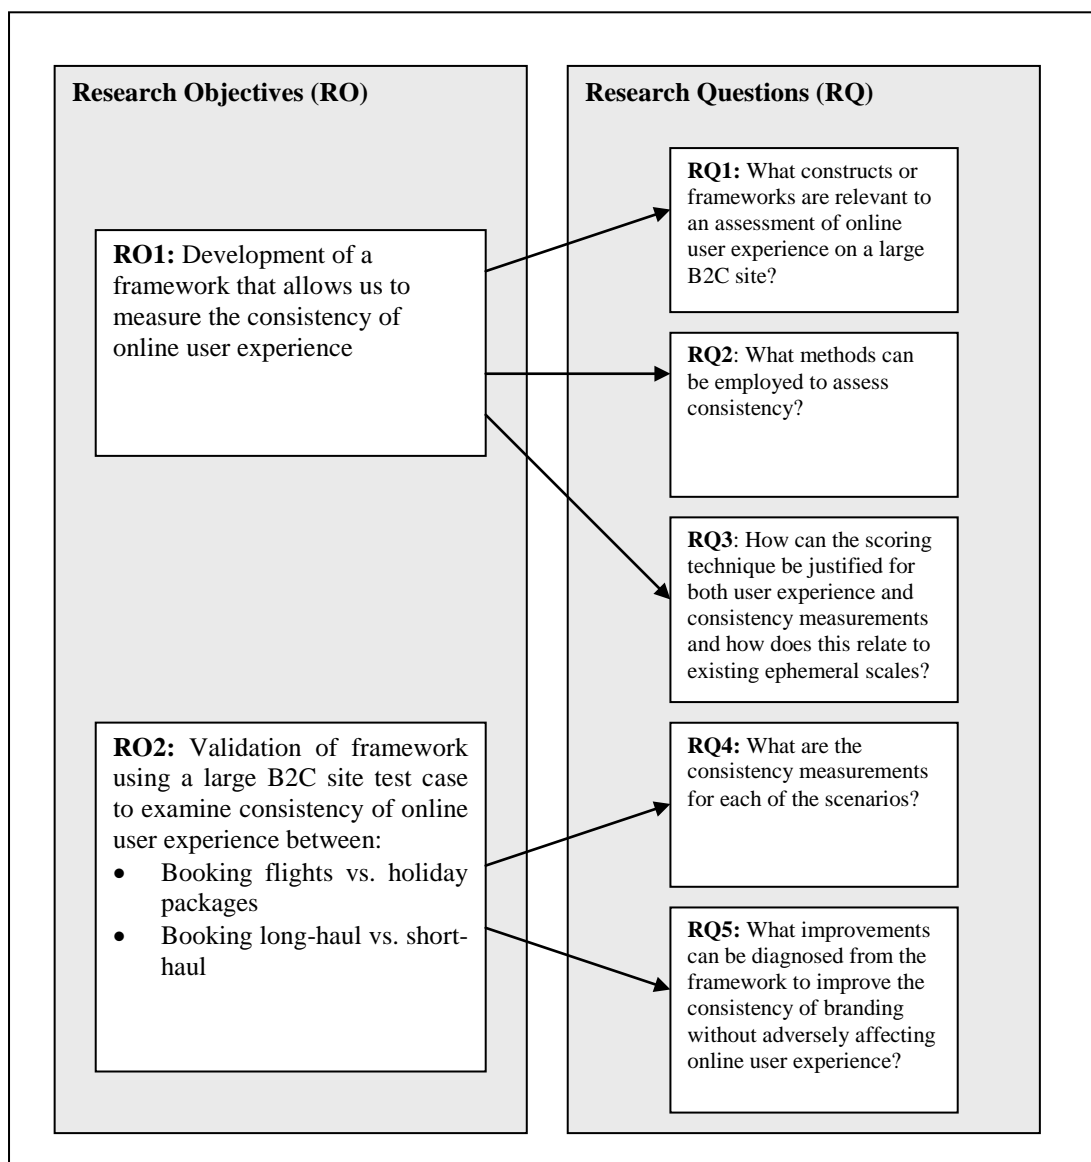 Research Objectives (RO)
RO1: Development of a
framework that allows us to
measure the consistency of
online user experience
RO2: Validation of framework
using a large B2C site test case
to examine consistency of online
user experience between:
• Booking flights vs. holiday
packages
• Booking long-haul vs. short-
haul
Research Questions (RQ)
RQ1: What constructs or
frameworks are relevant to
an assessment of online
user experience on a large
B2C site?
RQ2: What methods can
be employed to assess
consistency?
RQ3: How can the scoring
technique be justified for
both user experience and
consistency measurements
and how does this relate to
existing ephemeral scales?
RQ4: What are the
consistency measurements
for each of the scenarios?
RQ5: What improvements
can be diagnosed from the
framework to improve the
consistency of branding
without adversely affecting
online user experience?